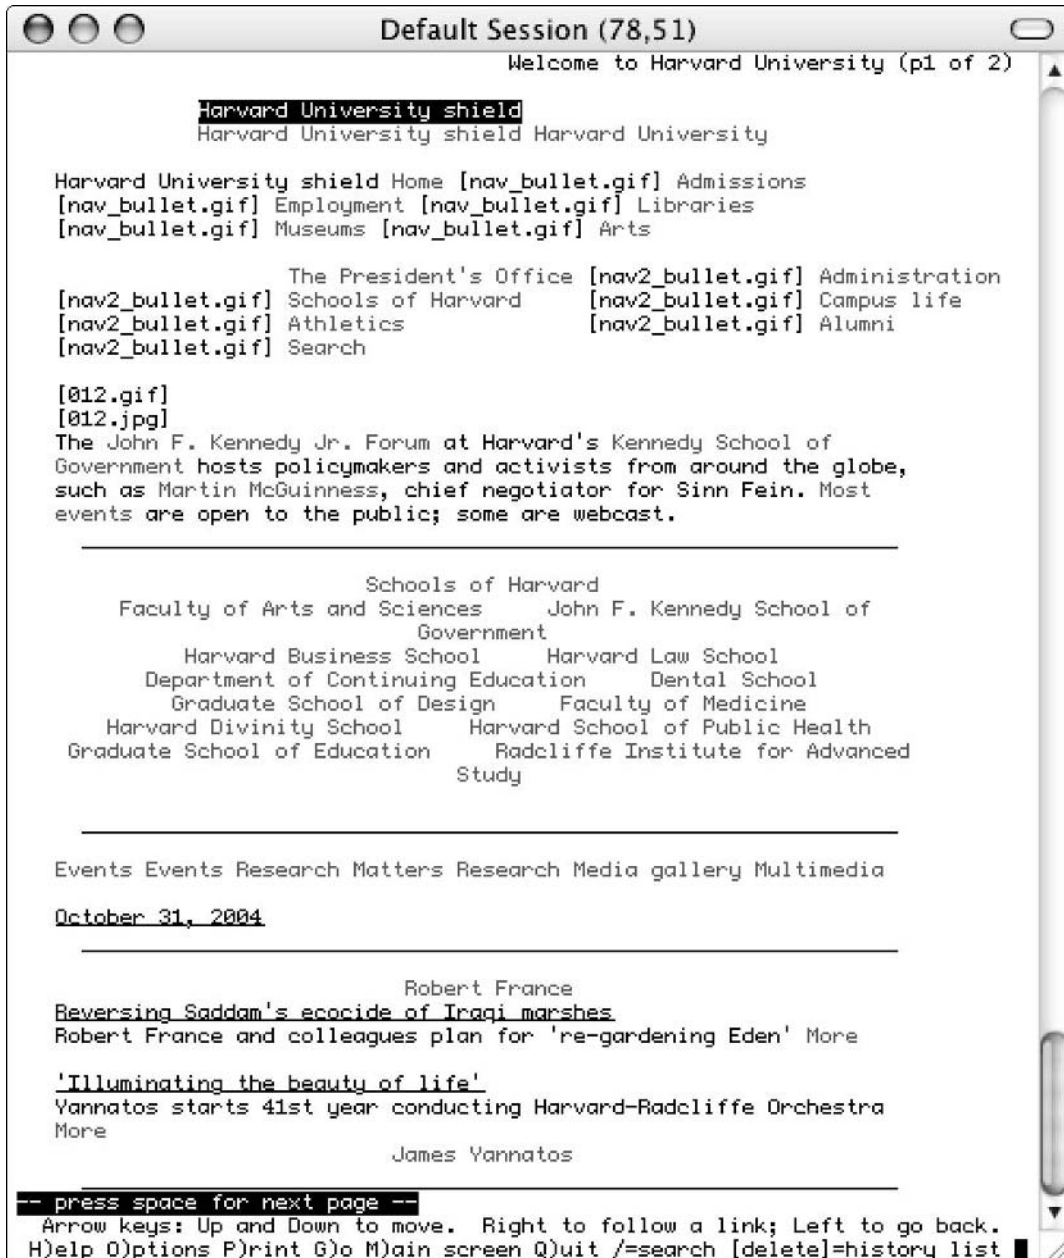 Default Session (78,51)
Welcome to Harvard University (p1 of 2)
Harvard University shield
Harvard University shield Harvard University
Harvard University shield Home [nav_bullet.gif] Admissions
[nav_bullet.gif] Employment [nav_bullet.gif] Libraries
[nav_bullet.gif] Museums [nav_bullet.gif] Arts
The President's Office [nav2_bullet.gif] Administration
[nav2_bullet.gif] Schools of Harvard [nav2_bullet.gif] Campus life
[nav2_bullet.gif] Athletics [nav2_bullet.gif] Alumni
[nav2_bullet.gif] Search
[012.gif]
[012.jpg]
The John F. Kennedy Jr. Forum at Harvard's Kennedy School of
Government hosts policymakers and activists from around the globe,
such as Martin McGuinness, chief negotiator for Sinn Fein. Most
events are open to the public; some are webcast.
Schools of Harvard
Faculty of Arts and Sciences John F. Kennedy School of
Government
Harvard Business School Harvard Law School
Department of Continuing Education Dental School
Graduate School of Design Faculty of Medicine
Harvard Divinity School Harvard School of Public Health
Graduate School of Education Radcliffe Institute for Advanced
Study
Events Events Research Matters Research Media gallery Multimedia
October 31, 2004
Robert France
Reversing Saddam's ecocide of Iraqi marshes
Robert France and colleagues plan for 're-gardening Eden' More
'Illuminating the beauty of life'
Yannatos starts 41st year conducting Harvard-Radcliffe Orchestra
More
James Yannatos
-- press space for next page --
Arrow keys: Up and Down to move. Right to follow a link; Left to go back.
H)elp O)ptions P)rint G)o M)ain screen Q)uit /=search [delete]=history list